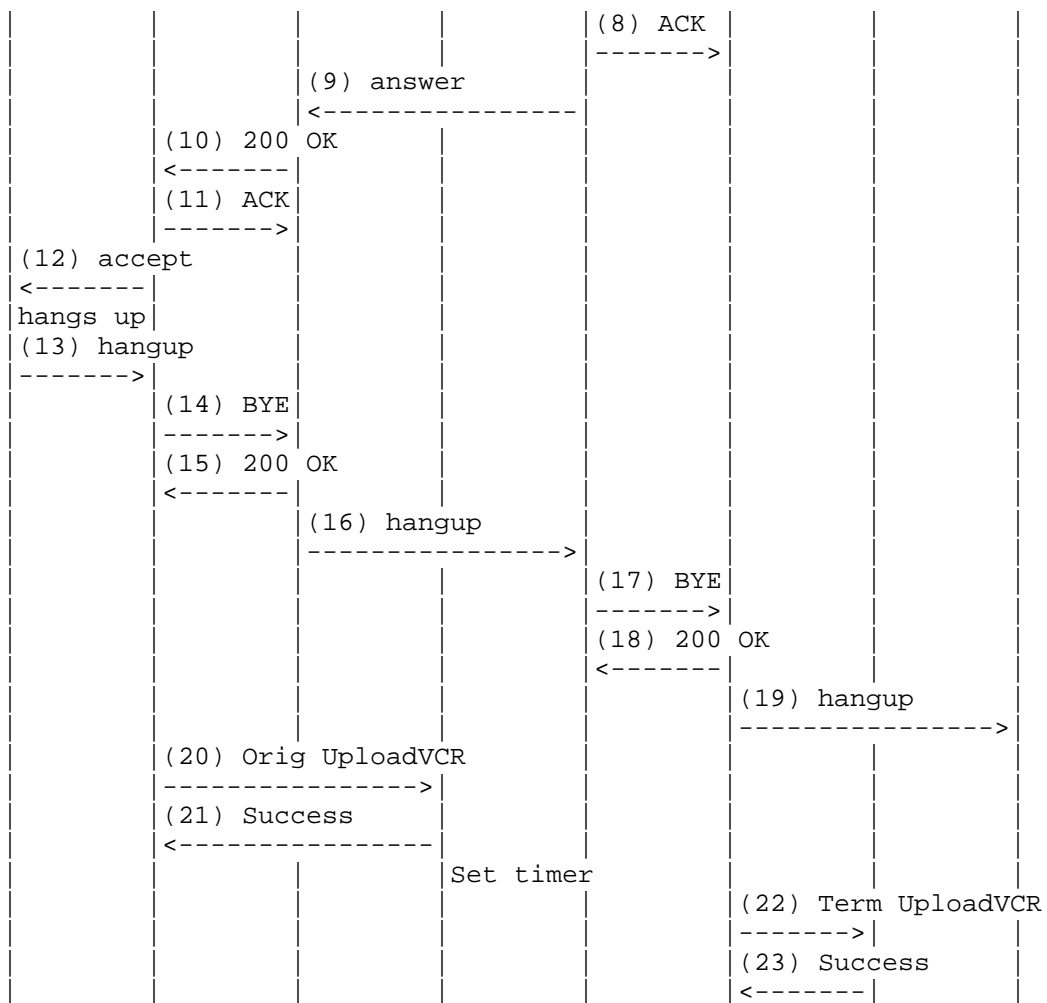 (8) ACK
------->
(9) answer
<----------------
(10) 200 OK
<-------
(11) ACK
------->
(12) accept
<-------
hangs up
(13) hangup
------->
(14) BYE
------->
(15) 200 OK
<-------
(16) hangup
---------------->
(17) BYE
------->
(18) 200 OK
<-------
(19) hangup
---------------->
(20) Orig UploadVCR
---------------->
(21) Success
<----------------
Set timer
(22) Term UploadVCR
------->
(23) Success
<-------